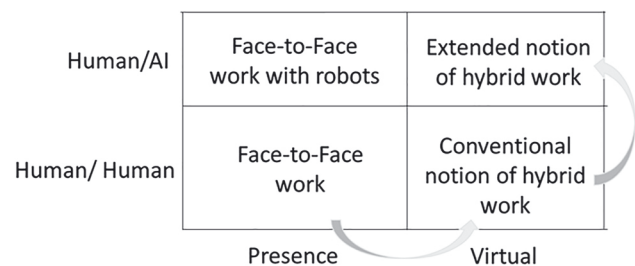 Human/AI
Face-to-Face
work with robots
Extended notion
of hybrid work
Human/ Human
Face-to-Face
work
Conventional
notion of hybrid
work
Presence
Virtual